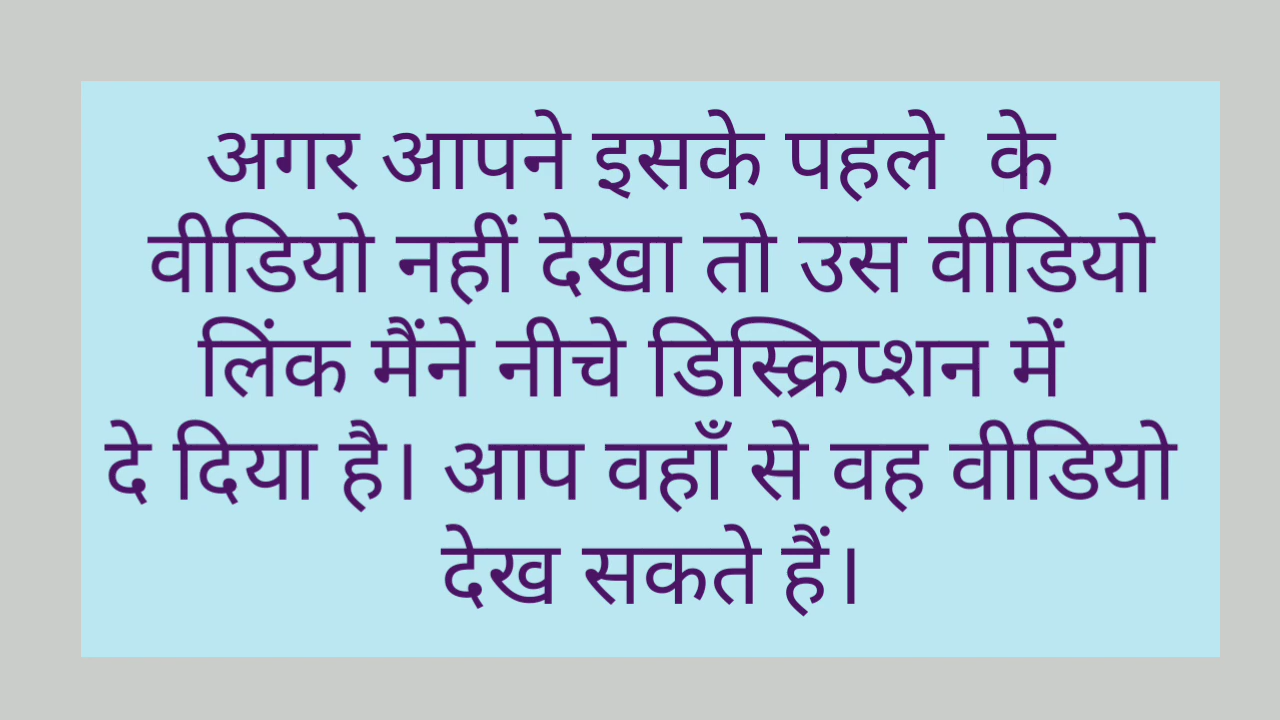 अगर आपने इसके पहले  के
वीडियो नहीं देखा तो उस वीडियो
लिंक मैंने नीचे डिस्क्रिप्शन में
दे दिया है। आप वहाँ से वह वीडियो
देख सकते हैं।